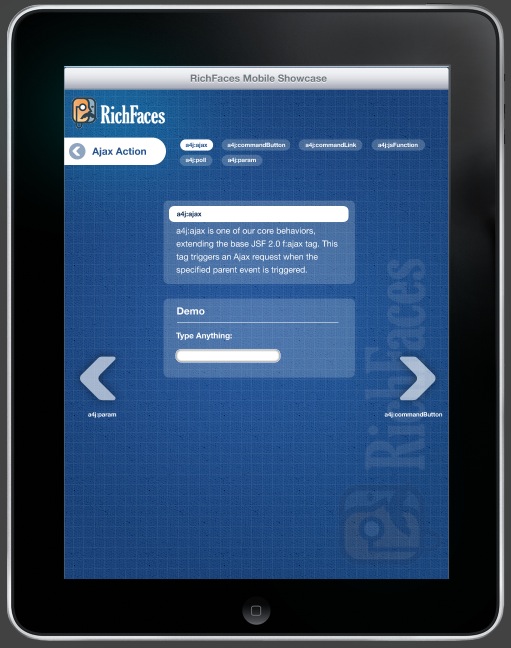 RichFaces Mobile Showcase
RichFaces
Ajax Action
a4j:ajax
a4j:commandButton
a4j:commandLink
a4j:jsFunction
a4j:poll
a4j:param
a4j:ajax
a4j:ajax is one of our core behaviors,
extending the base JSF 2.0 f:ajax tag. This
tag triggers an Ajax request when the
specified parent event is triggered.
Demo
Type Anything:
a4j:param
a4j:commandButton
RichFaces